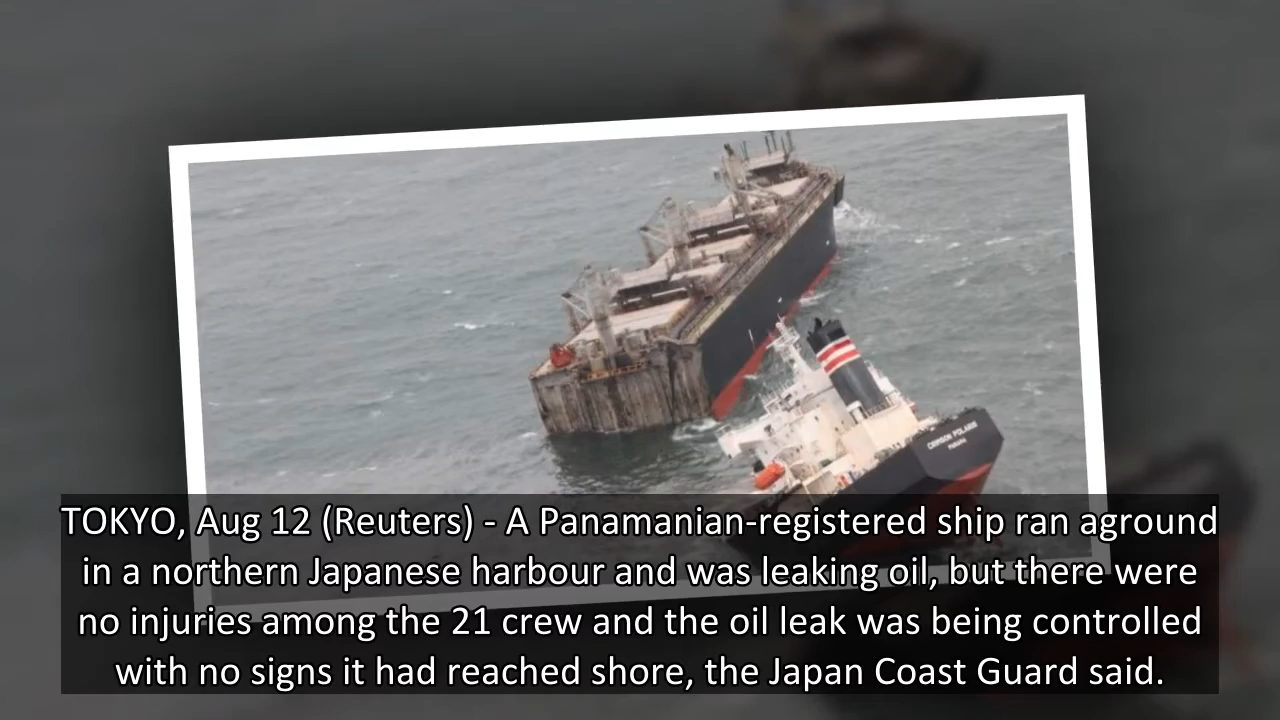 CRIMSON POLARIS
PANAMA
TOKYO, Aug 12 (Reuters) - A Panamanian-registered ship ran aground
in a northern Japanese harbour and was leaking oil, but there were
no injuries among the 21 crew and the oil leak was being controlled
with no signs it had reached shore, the Japan Coast Guard said.